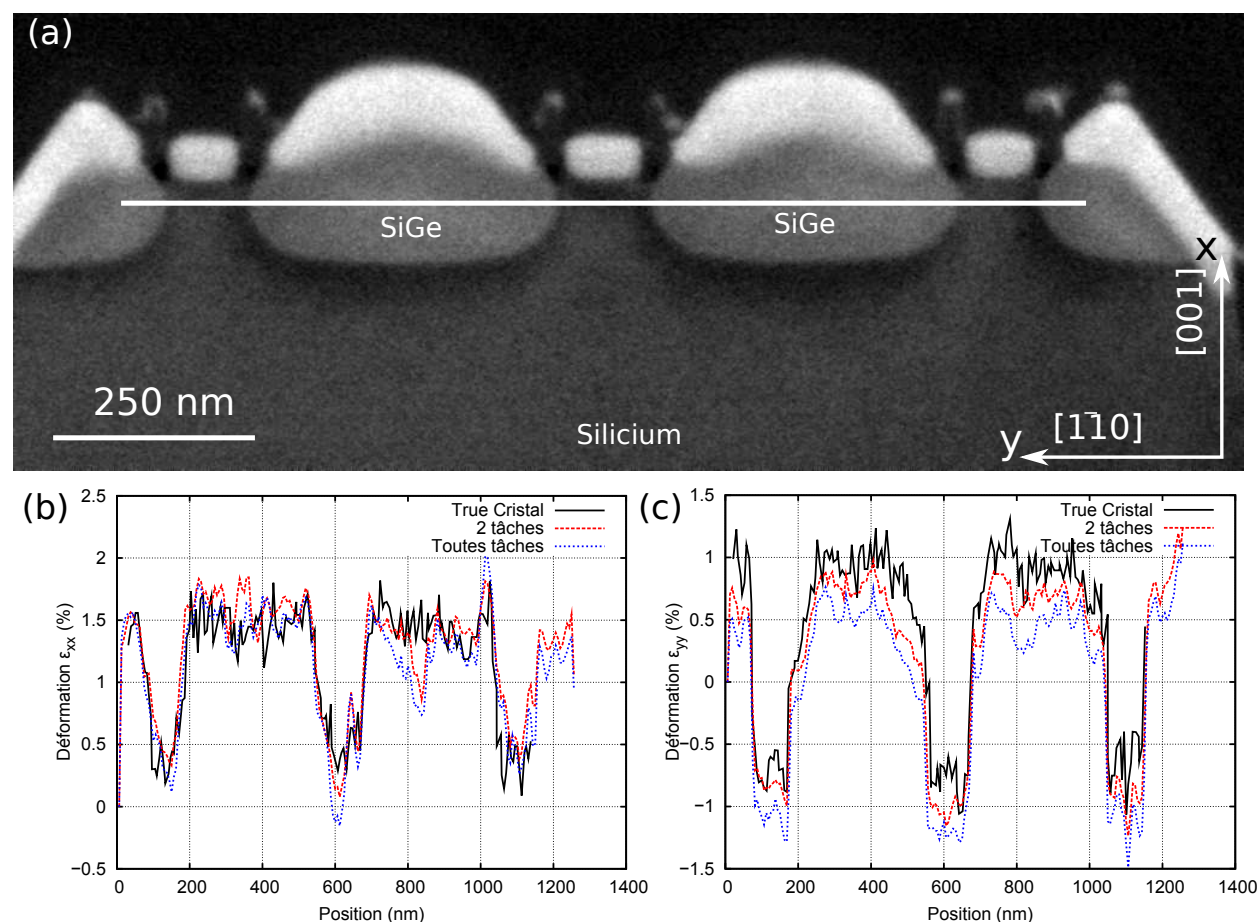 (a)
SiGe
SiGe
x
[001]
250 nm
Silicium
y
[1̄10]
(b)
2.5
2
1.5
1
0.5
0
−0.5
Déformation εxx (%)
True Cristal
2 tâches
Toutes tâches
0 200 400 600 800 1000 1200 1400
Position (nm)
(c)
1.5
1
0.5
0
−0.5
−1
−1.5
Déformation εyy (%)
True Cristal
2 tâches
Toutes tâches
0 200 400 600 800 1000 1200 1400
Position (nm)